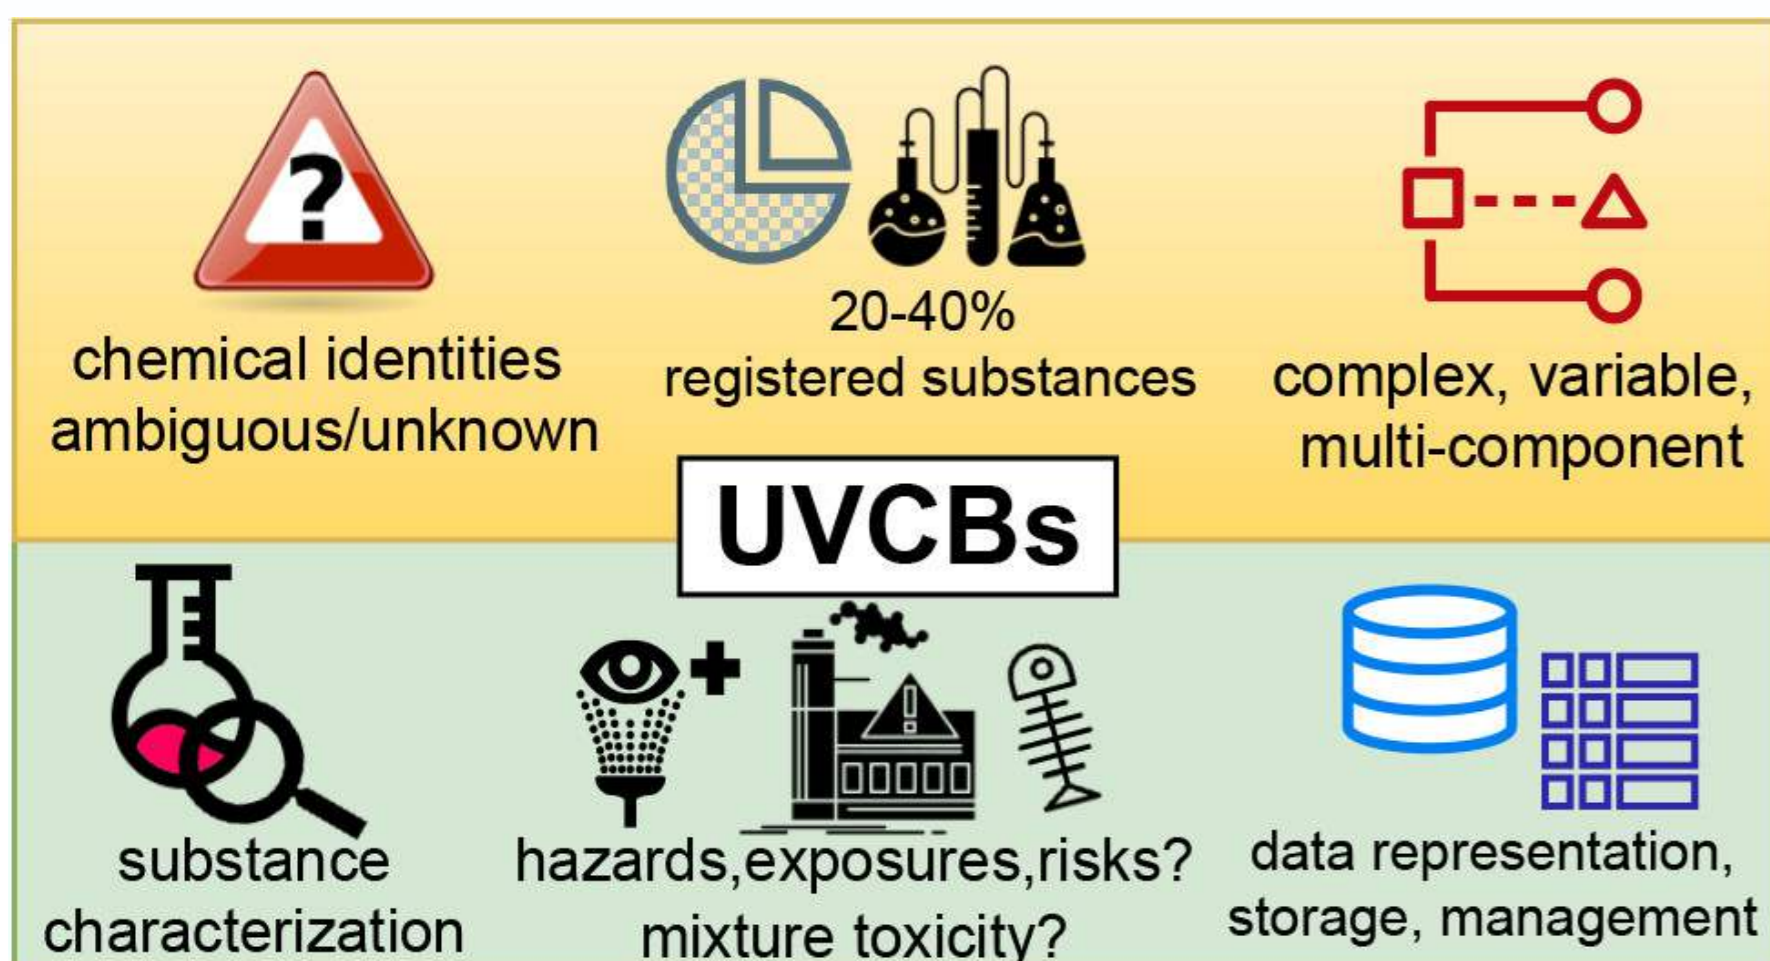 ?
chemical identities
ambiguous/unknown
20-40%
registered substances
complex, variable,
multi-component
UVCBs
!
substance
characterization
hazards,exposures,risks?
mixture toxicity?
data representation,
storage, management